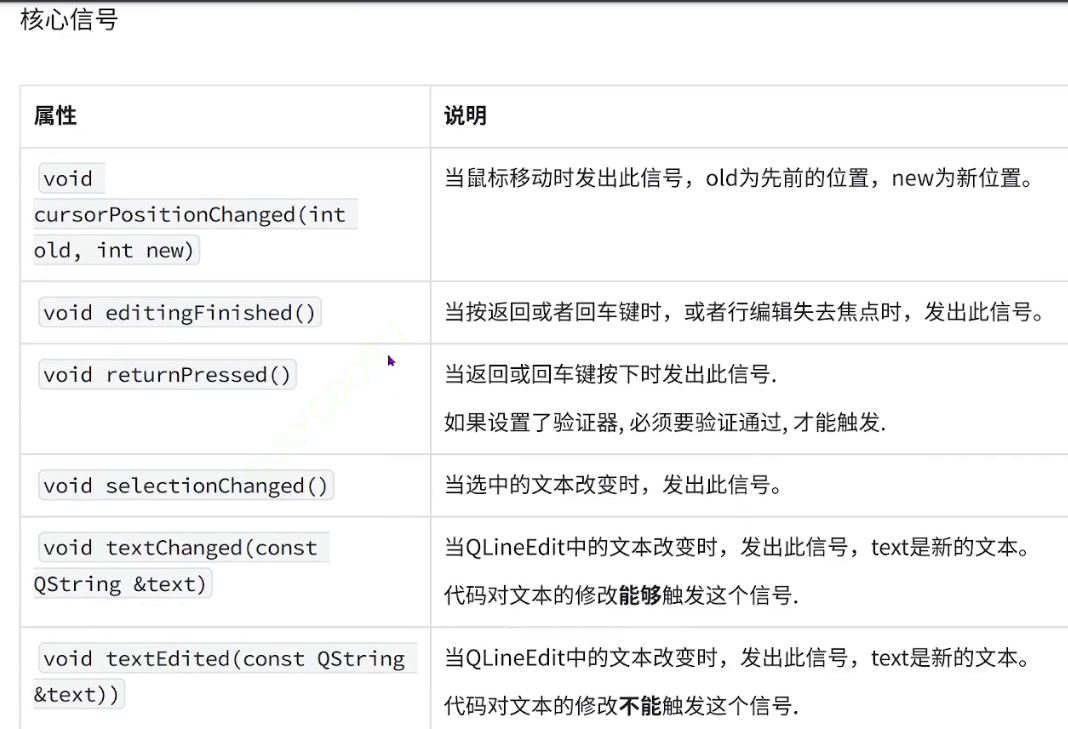 核心信号
属性
说明
void
cursorPositionChanged(int
old, int new)
当鼠标移动时发出此信号，old为先前的位置，new为新位置。
void editingFinished()
当按返回或者回车键时，或者行编辑失去焦点时，发出此信号。
void returnPressed()
当返回或回车键按下时发出此信号.
如果设置了验证器, 必须要验证通过, 才能触发.
void selectionChanged()
当选中的文本改变时，发出此信号。
void textChanged(const
QString &text)
当QLineEdit中的文本改变时，发出此信号，text是新的文本。
代码对文本的修改能够触发这个信号.
void textEdited(const QString
&text))
当QLineEdit中的文本改变时，发出此信号，text是新的文本。
代码对文本的修改不能触发这个信号.